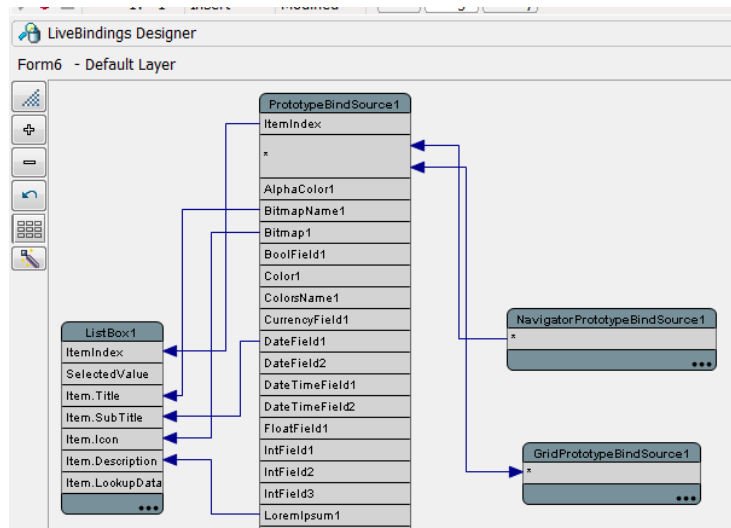 LiveBindings Designer
Form6 - Default Layer
PrototypeBindSource1
ItemIndex
*
AlphaColor1
BitmapName1
Bitmap1
BoolField1
Color1
ColorsName1
CurrencyField1
DateField1
DateField2
DateTimeField1
DateTimeField2
FloatField1
IntField1
IntField2
IntField3
LoremIpsum1
ListBox1
ItemIndex
SelectedValue
Item.Title
Item.SubTitle
Item.Icon
Item.Description
Item.LookupData
NavigatorPrototypeBindSource1
*
GridPrototypeBindSource1
*